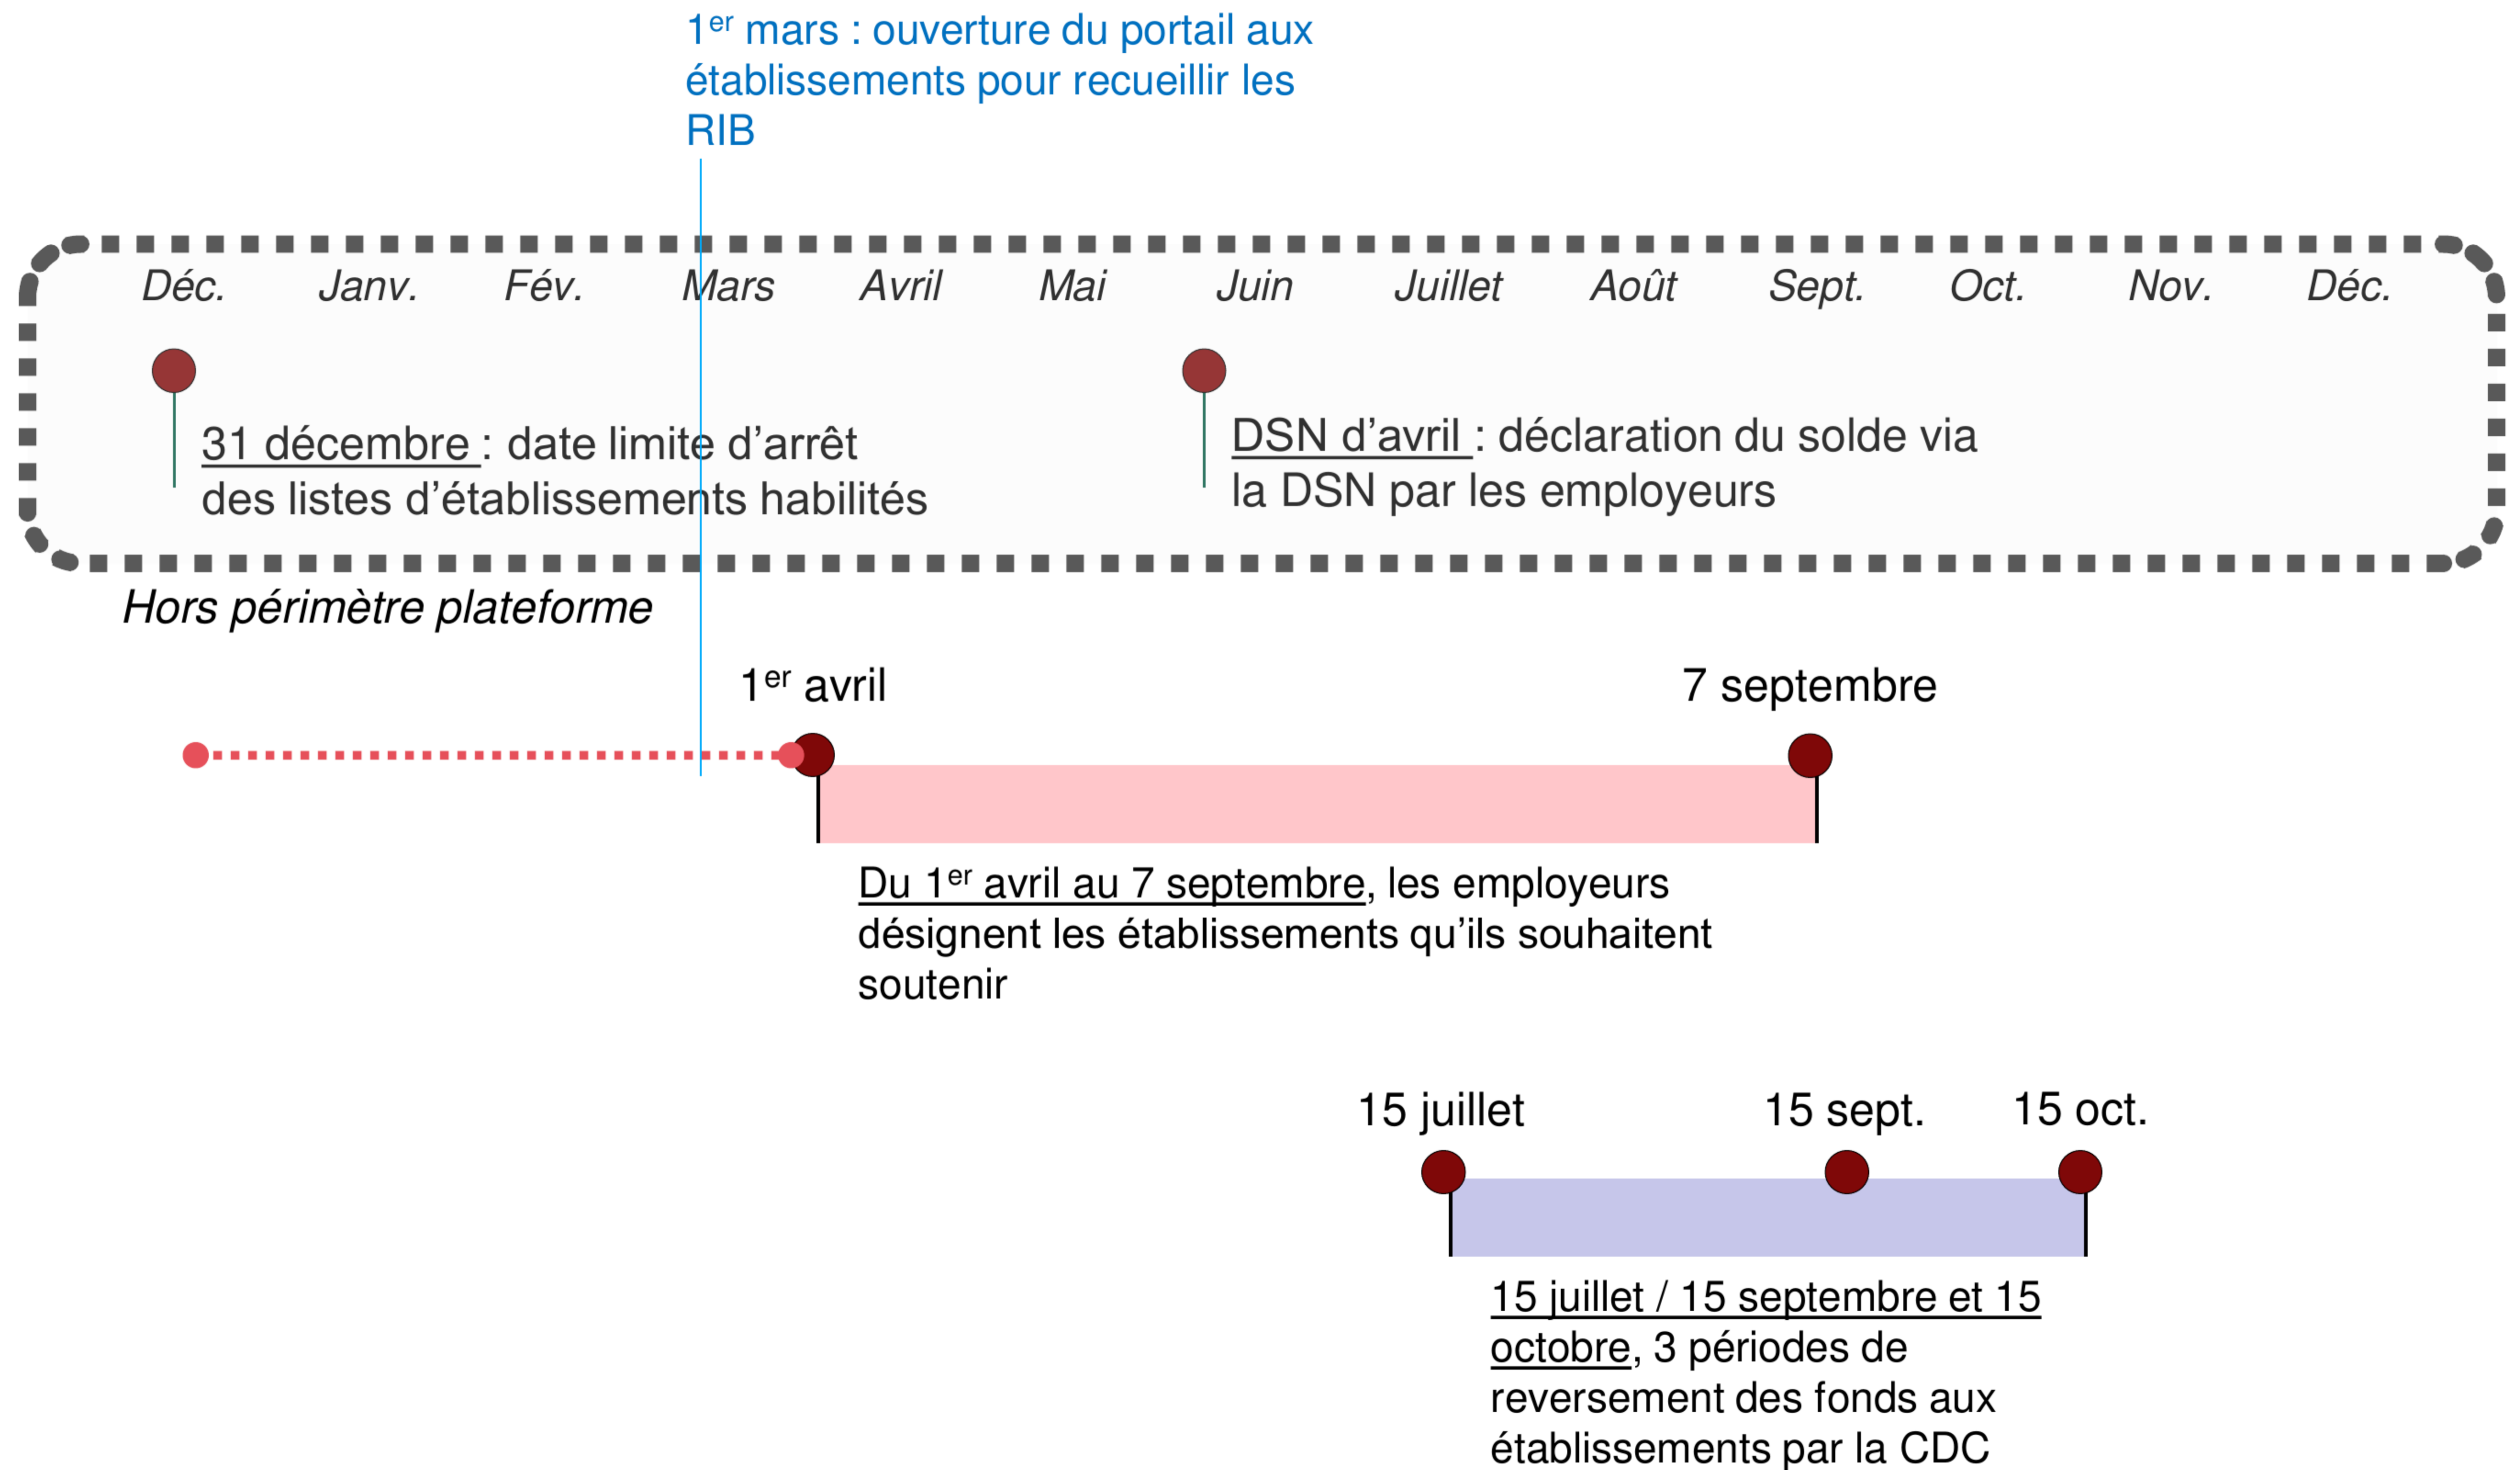 1er mars : ouverture du portail aux
établissements pour recueillir les
RIB
Déc. Janv. Fév. Mars Avril Mai Juin Juillet Août Sept. Oct. Nov. Déc.
31 décembre : date limite d’arrêt
des listes d’établissements habilités
DSN d’avril : déclaration du solde via
la DSN par les employeurs
Hors périmètre plateforme
1er avril
7 septembre
Du 1er avril au 7 septembre, les employeurs
désignent les établissements qu’ils souhaitent
soutenir
15 juillet
15 sept.
15 oct.
15 juillet / 15 septembre et 15
octobre, 3 périodes de
reversement des fonds aux
établissements par la CDC